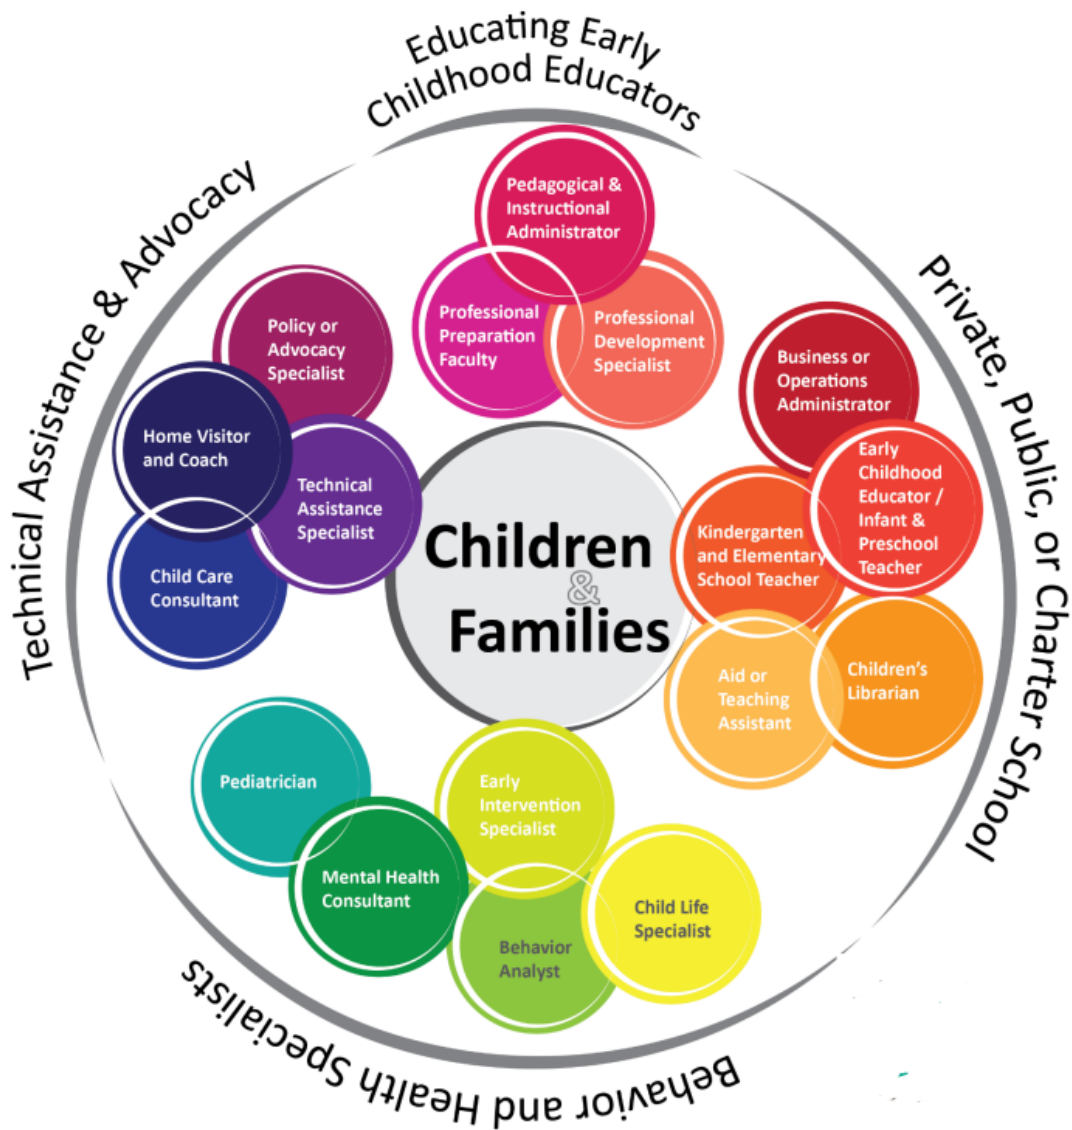 Educating Early
Childhood Educators
Pedagogical &
Instructional
Administrator
Professional
Preparation
Faculty
Professional
Development
Specialist
Technical Assistance & Advocacy
Policy or
Advocacy
Specialist
Home Visitor
and Coach
Technical
Assistance
Specialist
Child Care
Consultant
Private, Public, or Charter School
Business or
Operations
Administrator
Early
Childhood
Educator /
Infant &
Preschool
Teacher
Kindergarten
and Elementary
School Teacher
Aid or
Teaching
Assistant
Children's
Librarian
Children
&
Families
Pediatrician
Mental Health
Consultant
Early
Intervention
Specialist
Behavior
Analyst
Child Life
Specialist
Behavior and Health Specialists